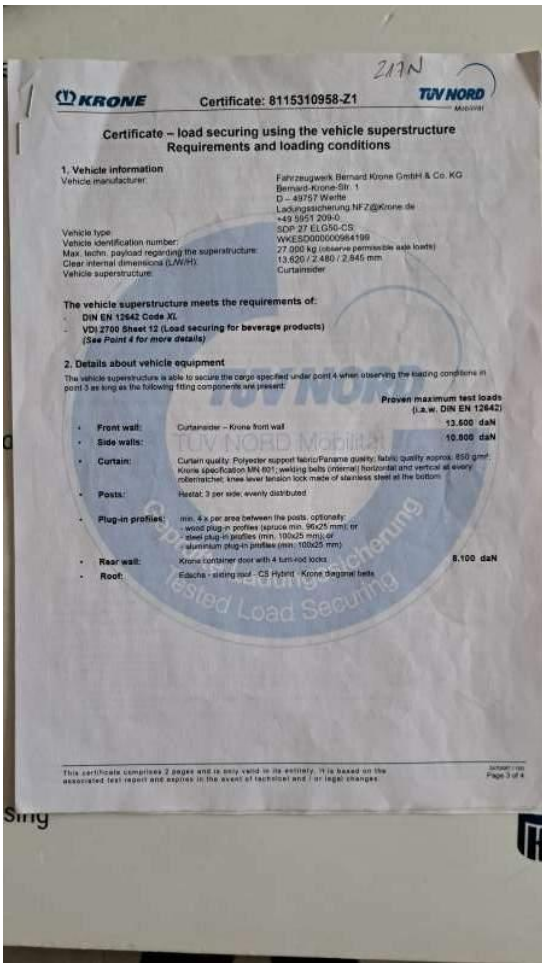 217N
KRONE
Certificate: 8115310958-Z1
TÜV NORD
Mobilität
Certificate – load securing using the vehicle superstructure
Requirements and loading conditions
1. Vehicle information
Vehicle manufacturer: Fahrzeugwerk Bernard Krone GmbH & Co. KG
Bernard-Krone-Str. 1
D – 49757 Werlte
Ladungssicherung.NFZ@Krone.de
+49 5951 209-0
Vehicle type: SDP 27 ELG50-CS
Vehicle identification number: WKESD000000964199
Max. techn. payload regarding the superstructure: 27.000 kg (observe permissible axle loads)
Clear internal dimensions (L/W/H): 13.620 / 2.480 / 2.845 mm
Vehicle superstructure: Curtainsider
The vehicle superstructure meets the requirements of:
- DIN EN 12642 Code XL
- VDI 2700 Sheet 12 (Load securing for beverage products)
(See Point 4 for more details)
2. Details about vehicle equipment
The vehicle superstructure is able to secure the cargo specified under point 4 when observing the loading conditions in
point 3 as long as the following fitting components are present:
Proven maximum test loads
(i.a.w. DIN EN 12642)
• Front wall: Curtainsider – Krone front wall 13.600 daN
• Side walls: 10.800 daN
• Curtain: Curtain quality: Polyester support fabric/Paname quality; fabric quality approx. 850 g/m²;
Krone specification MN 601; welding belts (internal) horizontal and vertical at every
roller/ratchet; knee lever tension lock made of stainless steel at the bottom
• Posts: Hestal: 3 per side; evenly distributed
• Plug-in profiles: min. 4 x per area between the posts, optionally:
- wood plug-in profiles (spruce min. 96x25 mm); or
- steel plug-in profiles (min. 100x25 mm); or
- aluminium plug-in profiles (min. 100x25 mm)
• Rear wall: Krone container door with 4 turn-rod locks 8.100 daN
• Roof: Edscha - sliding roof - CS Hybrid - Krone diagonal belts
TÜV NORD
TÜV NORD Mobilität
Tested Load Securing
This certificate comprises 2 pages and is only valid in its entirety. It is based on the
associated test report and expires in the event of technical and / or legal changes.
Page 3 of 4